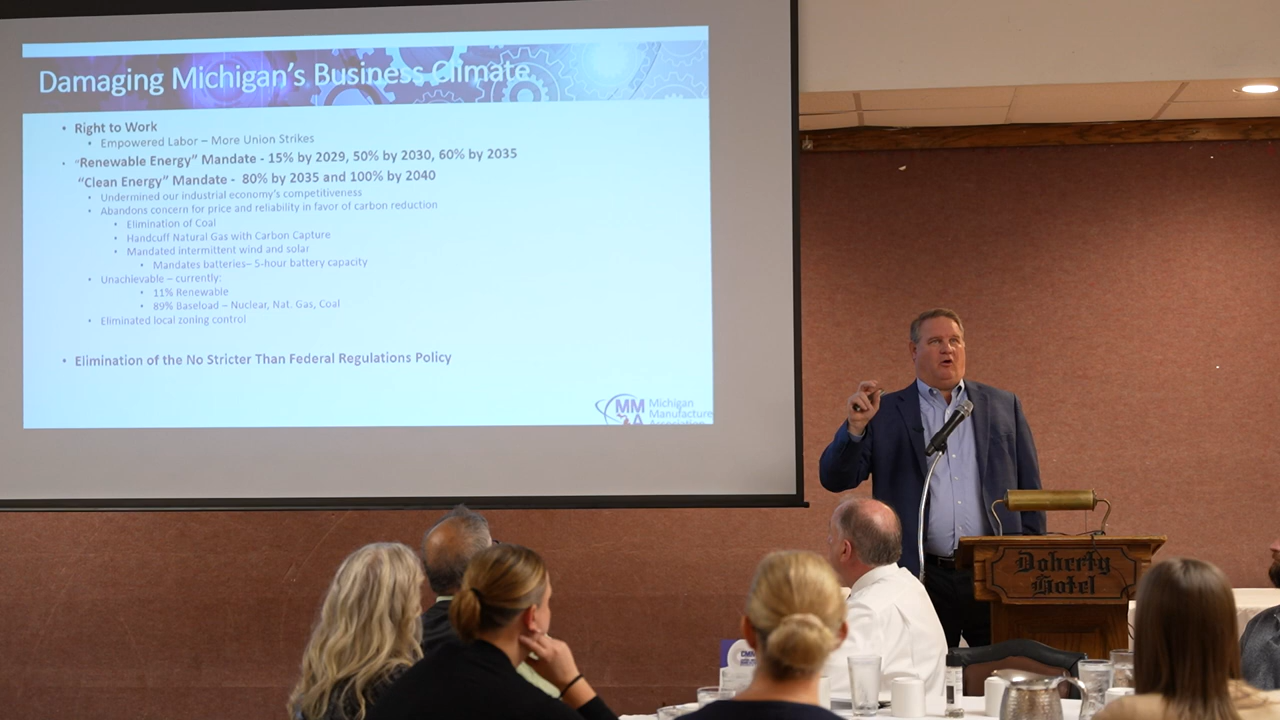 Damaging Michigan's Business Climate
• Right to Work
• Empowered Labor – More Union Strikes
• "Renewable Energy" Mandate - 15% by 2029, 50% by 2030, 60% by 2035
"Clean Energy" Mandate - 80% by 2035 and 100% by 2040
• Undermined our industrial economy's competitiveness
• Abandons concern for price and reliability in favor of carbon reduction
• Elimination of Coal
• Handcuff Natural Gas with Carbon Capture
• Mandated intermittent wind and solar
• Mandates batteries– 5-hour battery capacity
• Unachievable – currently:
• 11% Renewable
• 89% Baseload – Nuclear, Nat. Gas, Coal
• Eliminated local zoning control
• Elimination of the No Stricter Than Federal Regulations Policy
MMA
Michigan
Manufacture
Association
Doherty
Hotel